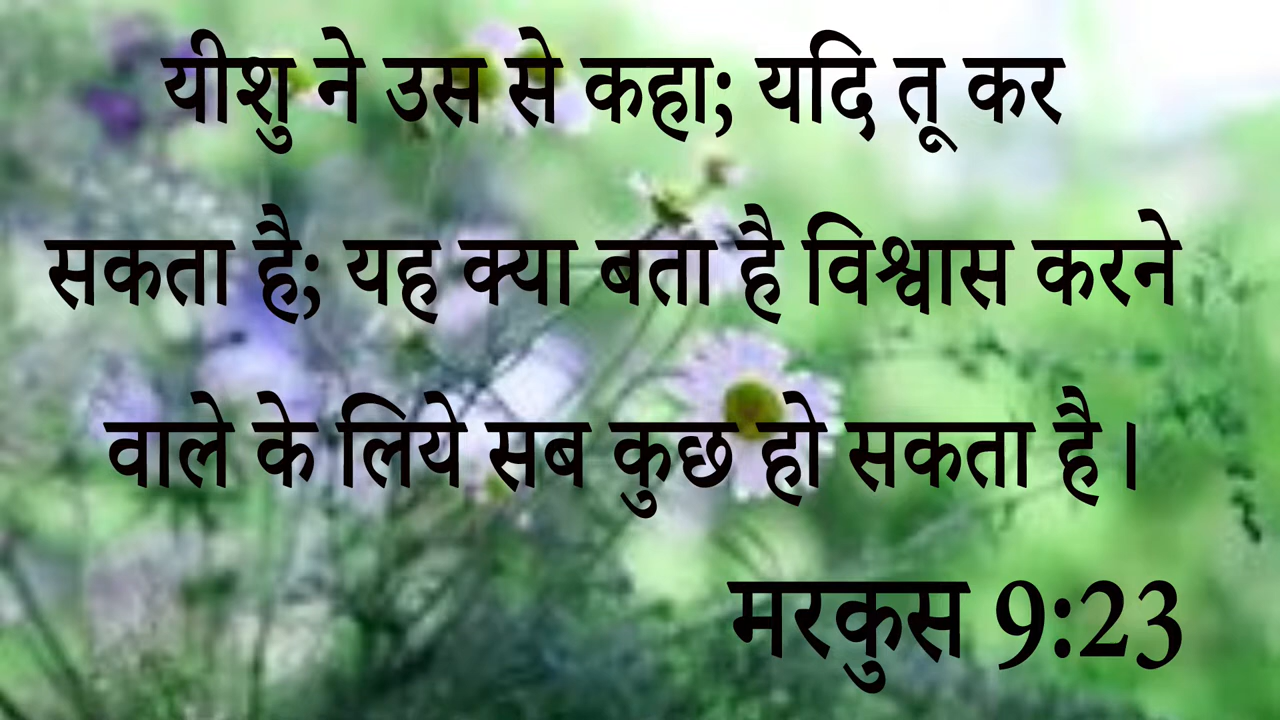 यीशु ने उस से कहा; यदि तू कर
सकता है; यह क्या बता है विश्वास करने
वाले के लिये सब कुछ हो सकता है।
मरकुस 9:23